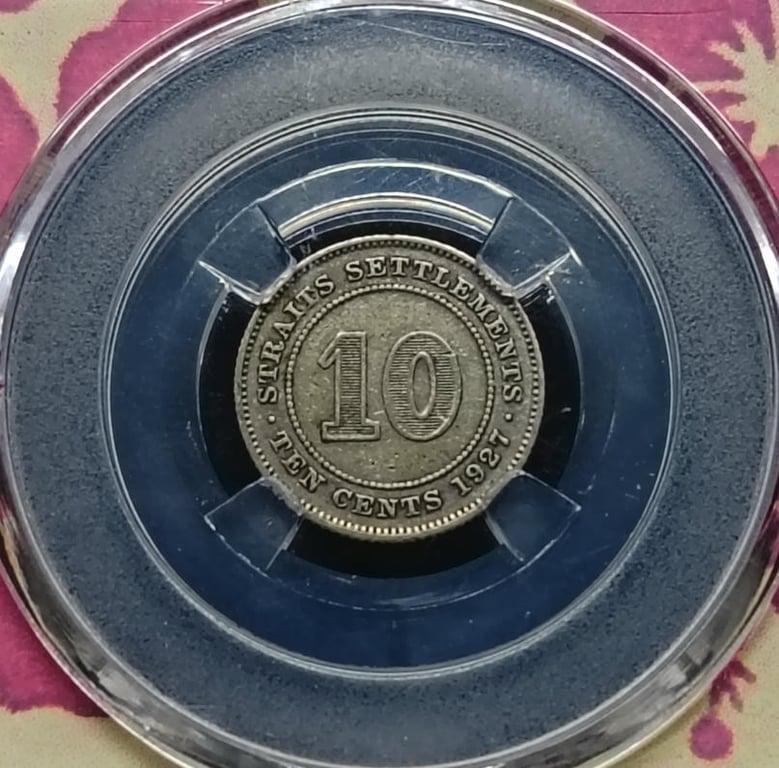 STRAITS SETTLEMENTS
10
· TEN CENTS 1927 ·